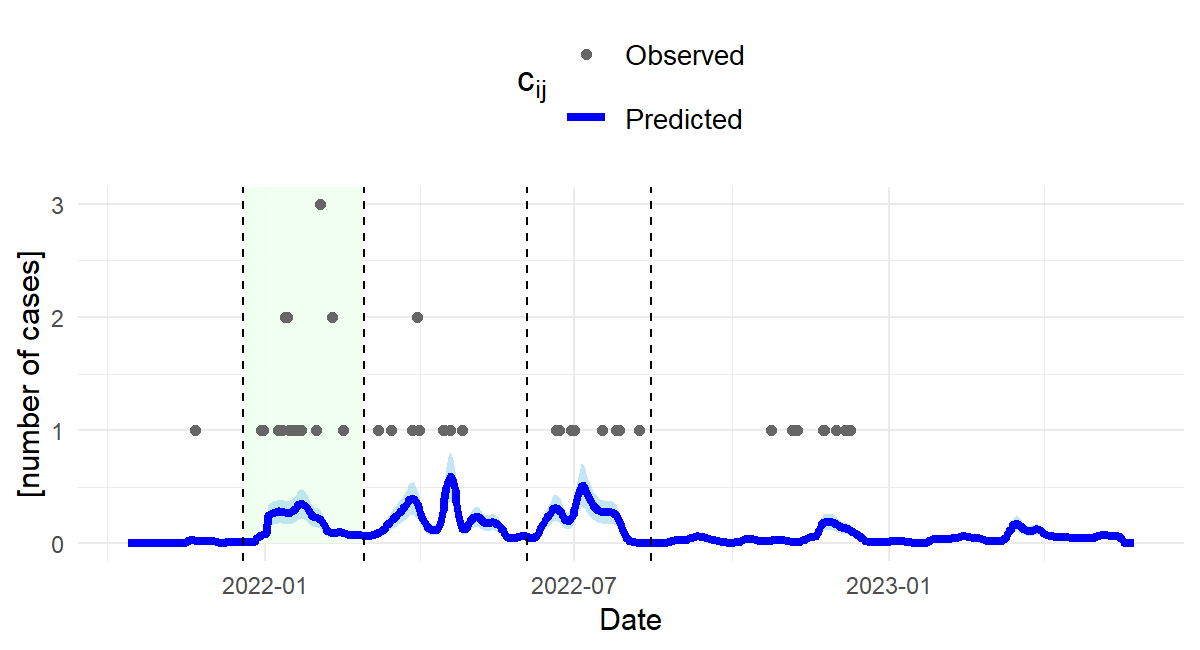 c_ij
Observed
Predicted
[number of cases]
3
2
1
0
2022-01
2022-07
2023-01
Date